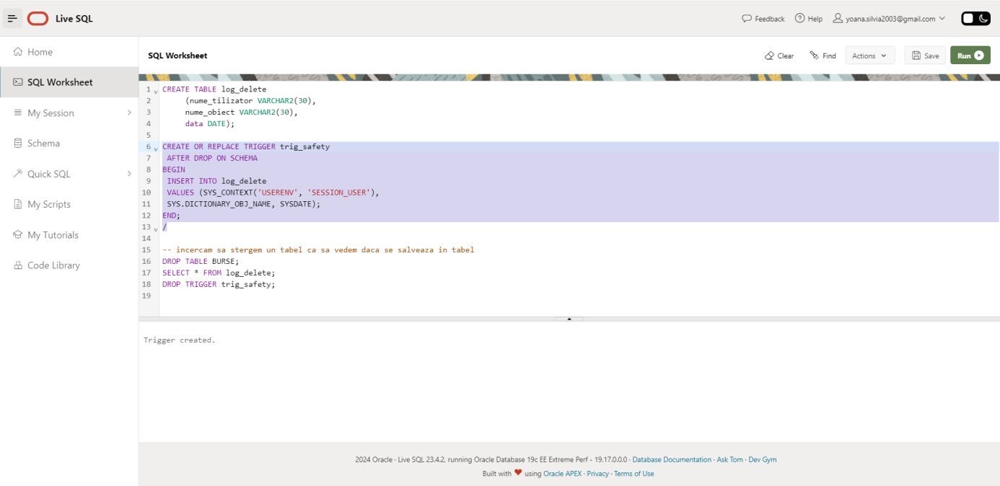 Live SQL
Feedback
Help
yoana.silvia2003@gmail.com
Home
SQL Worksheet
My Session
Schema
Quick SQL
My Scripts
My Tutorials
Code Library
SQL Worksheet
Clear
Find
Actions
Save
Run
1 CREATE TABLE log_delete
2 (nume_tilizator VARCHAR2(30),
3 nume_obiect VARCHAR2(30),
4 data DATE);
5
6 CREATE OR REPLACE TRIGGER trig_safety
7 AFTER DROP ON SCHEMA
8 BEGIN
9 INSERT INTO log_delete
10 VALUES (SYS_CONTEXT('USERENV', 'SESSION_USER'),
11 SYS.DICTIONARY_OBJ_NAME, SYSDATE);
12 END;
13 /
14
15 -- incercam sa stergem un tabel ca sa vedem daca se salveaza in tabel
16 DROP TABLE BURSE;
17 SELECT * FROM log_delete;
18 DROP TRIGGER trig_safety;
19
Trigger created.
2024 Oracle · Live SQL 23.4.2, running Oracle Database 19c EE Extreme Perf - 19.17.0.0.0 · Database Documentation · Ask Tom · Dev Gym
Built with ❤ using Oracle APEX · Privacy · Terms of Use